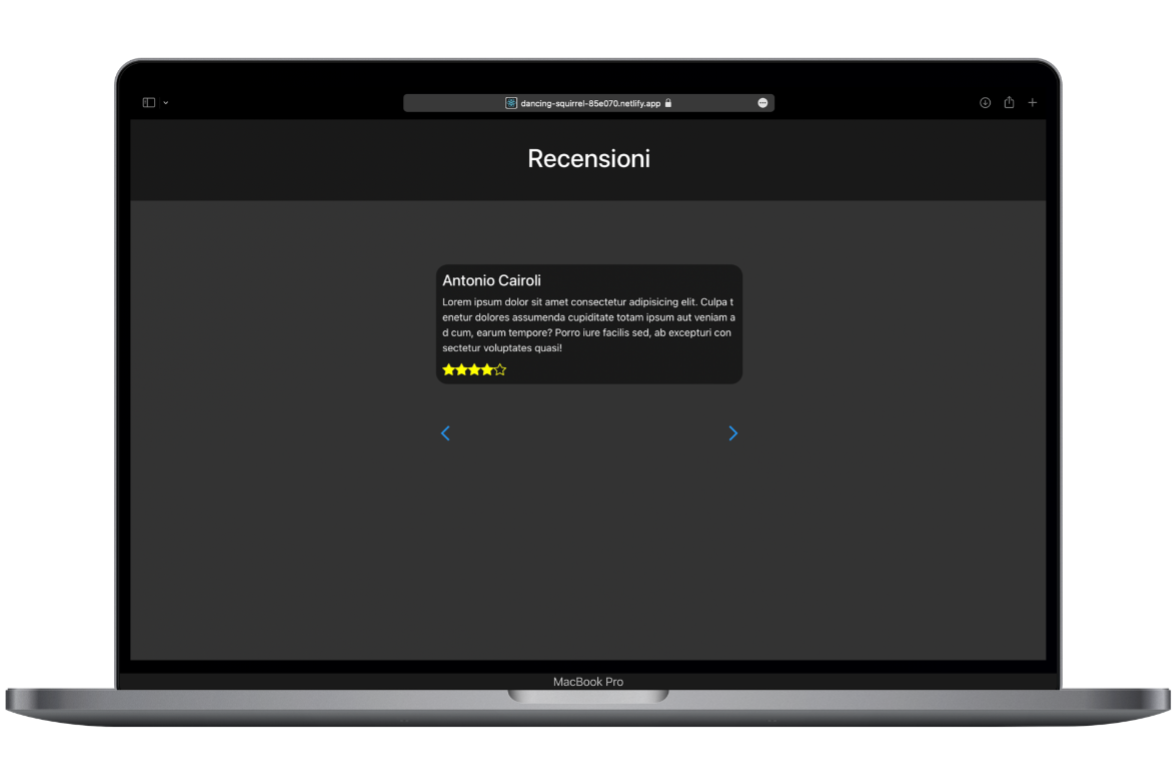 dancing-squirrel-85e070.netlify.app
Recensioni
Antonio Cairoli
Lorem ipsum dolor sit amet consectetur adipisicing elit. Culpa t
enetur dolores assumenda cupiditate totam ipsum aut veniam a
d cum, earum tempore? Porro iure facilis sed, ab excepturi con
sectetur voluptates quasi!
MacBook Pro